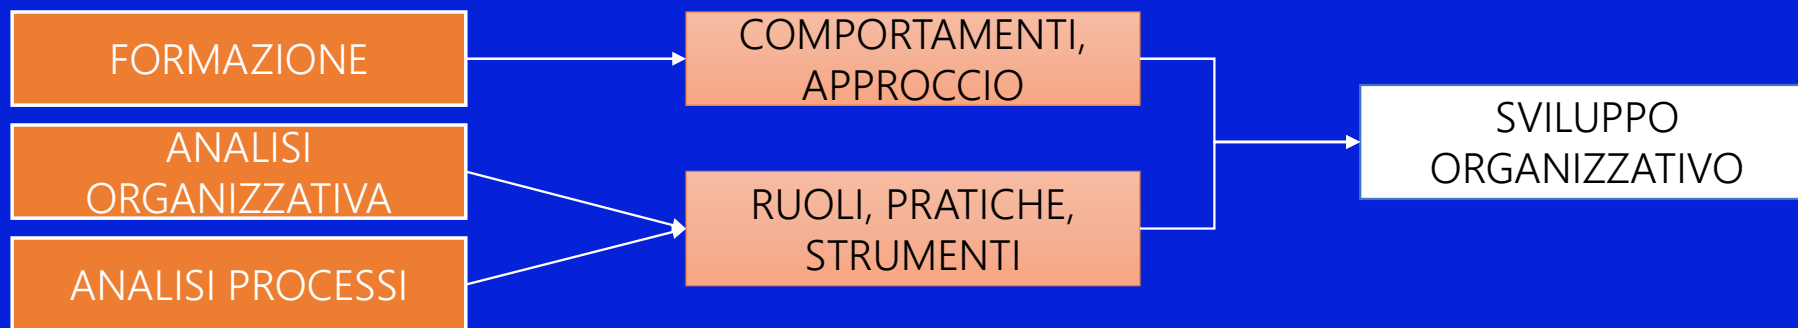 FORMAZIONE
ANALISI
ORGANIZZATIVA
ANALISI PROCESSI
COMPORTAMENTI,
APPROCCIO
RUOLI, PRATICHE,
STRUMENTI
SVILUPPO
ORGANIZZATIVO